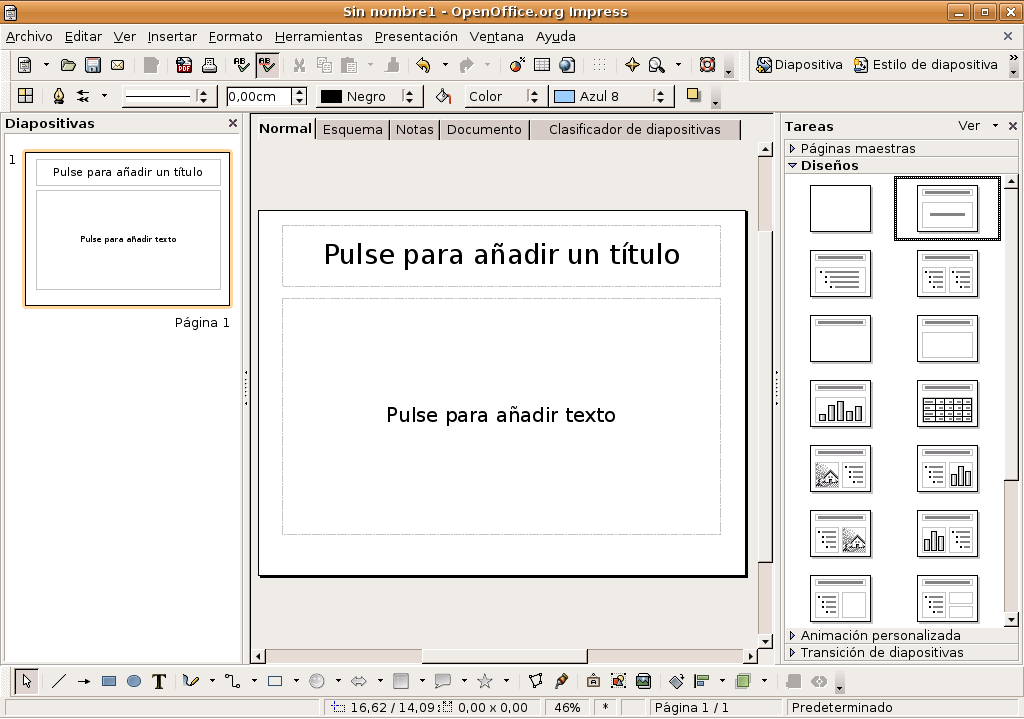 Sin nombre1 - OpenOffice.org Impress
Archivo Editar Ver Insertar Formato Herramientas Presentación Ventana Ayuda
Diapositiva Estilo de diapositiva
0,00cm Negro Color Azul 8
Diapositivas
1
Pulse para añadir un título
Pulse para añadir texto
Página 1
Normal Esquema Notas Documento Clasificador de diapositivas
Pulse para añadir un título
Pulse para añadir texto
Tareas Ver
Páginas maestras
Diseños
Animación personalizada
Transición de diapositivas
16,62 / 14,09 0,00 x 0,00 46% * Página 1 / 1 Predeterminado